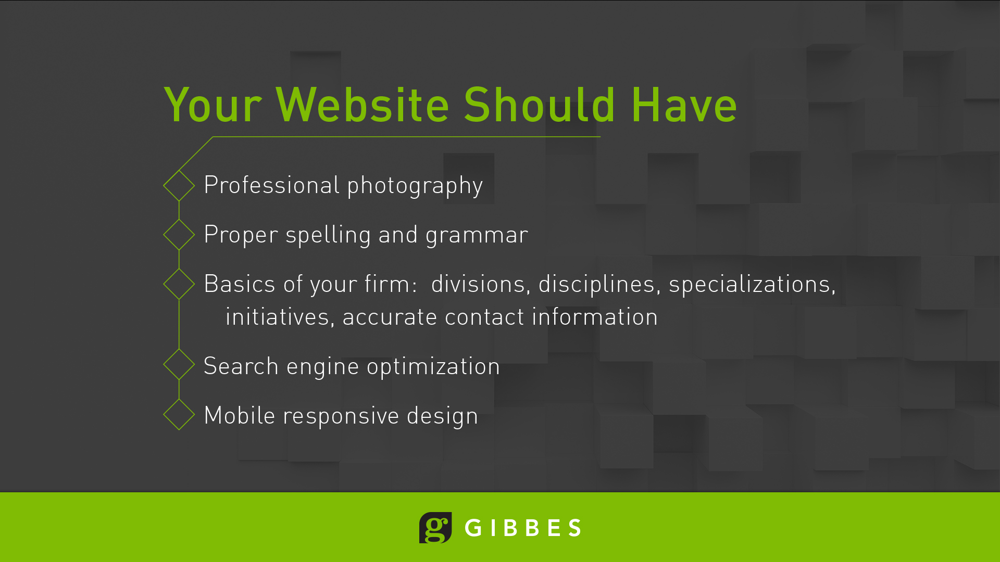 Your Website Should Have
Professional photography
Proper spelling and grammar
Basics of your firm:  divisions, disciplines, specializations,
initiatives, accurate contact information
Search engine optimization
Mobile responsive design
g GIBBES